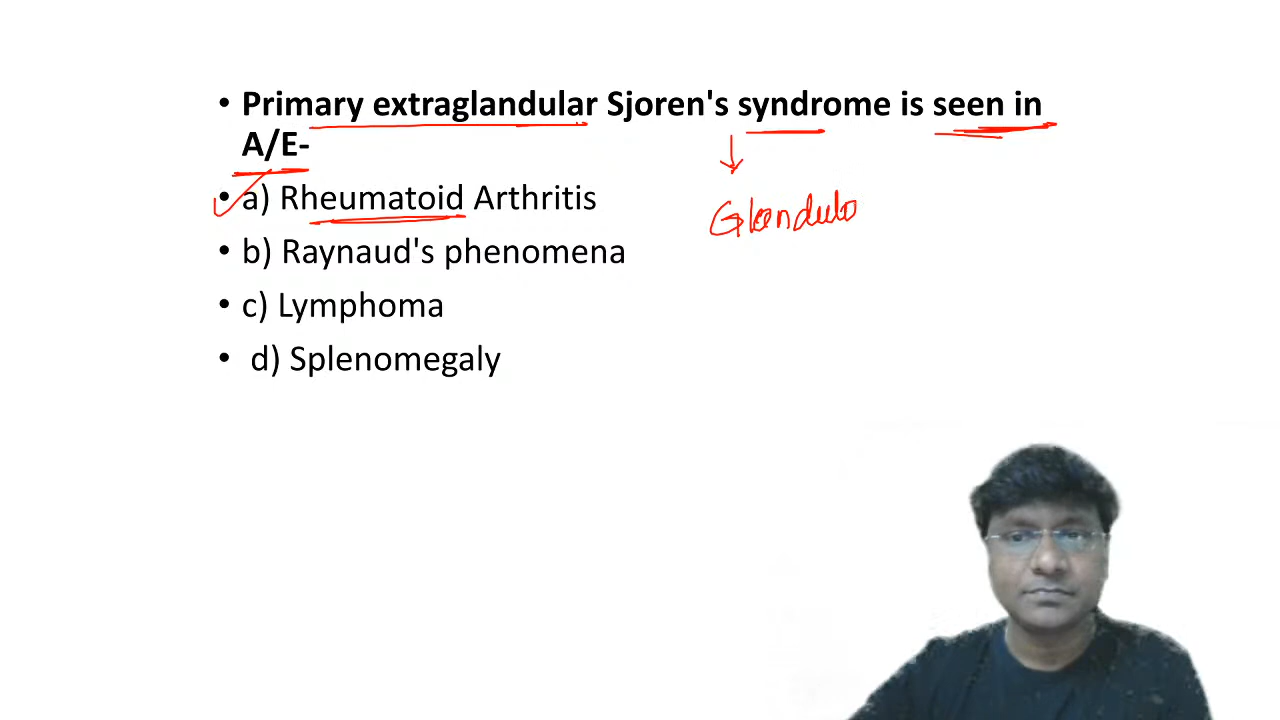 • Primary extraglandular Sjoren's syndrome is seen in
A/E-
• a) Rheumatoid Arthritis
Glandula
• b) Raynaud's phenomena
• c) Lymphoma
• d) Splenomegaly